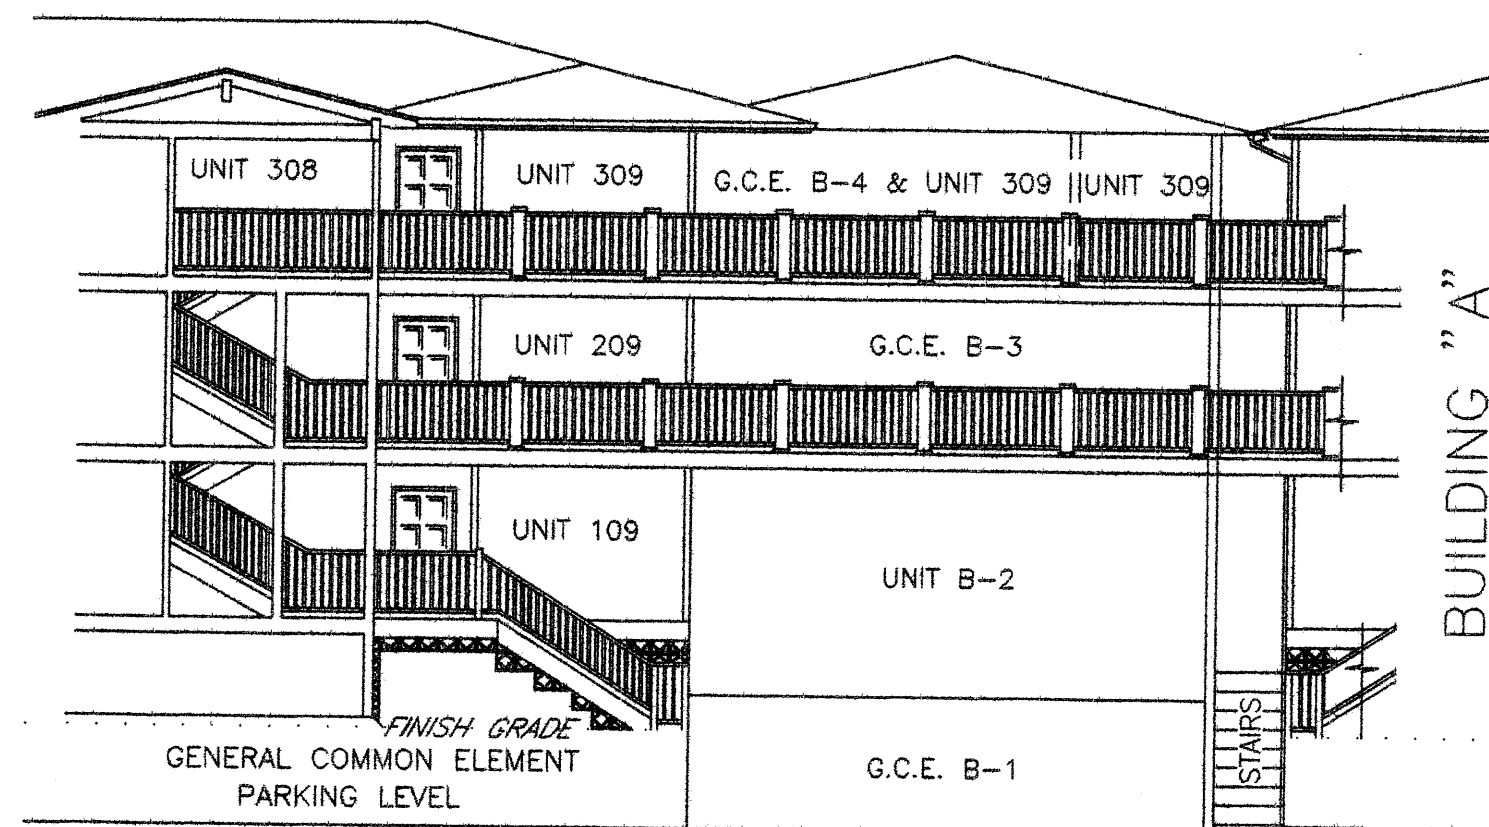 UNIT 308
UNIT 309
G.C.E. B-4 & UNIT 309
UNIT 309
UNIT 209
G.C.E. B-3
UNIT 109
UNIT B-2
BUILDING "A"
STAIRS
FINISH GRADE
GENERAL COMMON ELEMENT
PARKING LEVEL
G.C.E. B-1